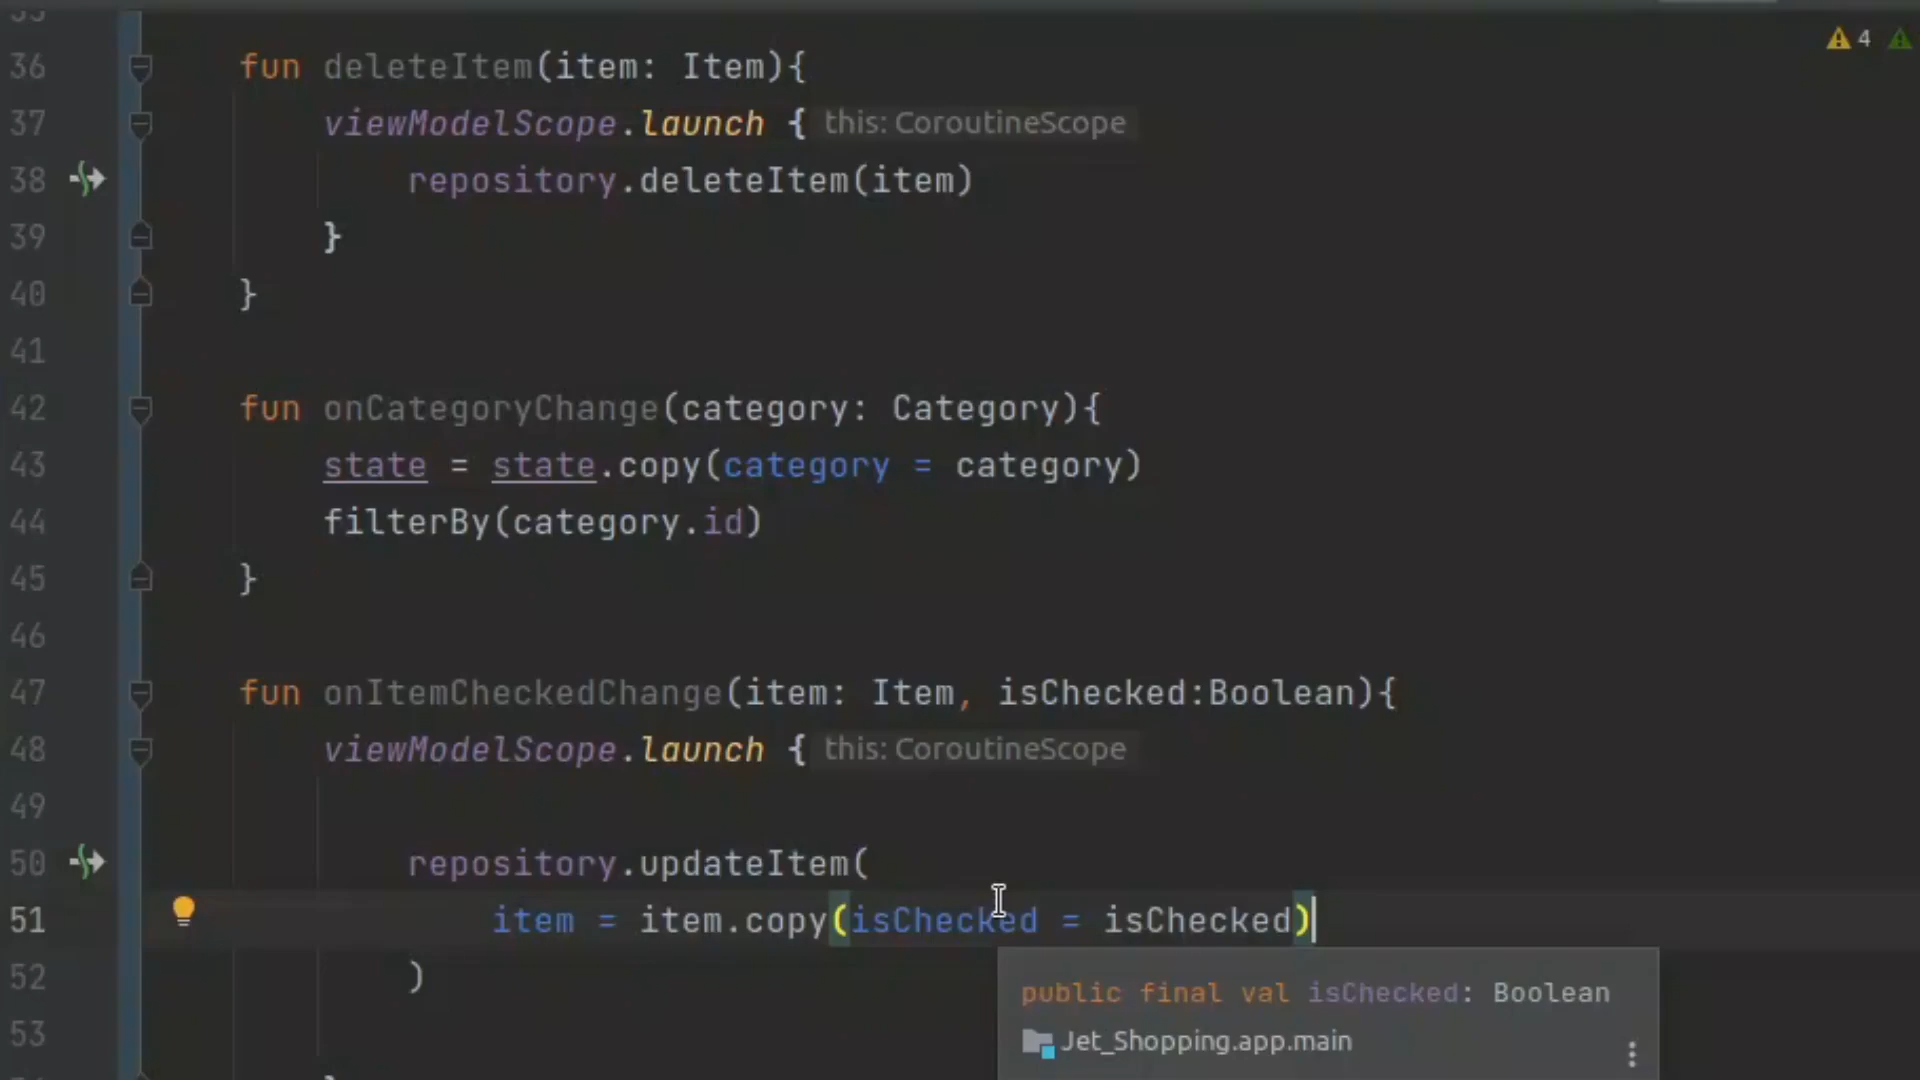 35
4
36 fun deleteItem(item: Item){
37 viewModelScope.launch { this: CoroutineScope
38 repository.deleteItem(item)
39 }
40 }
41
42 fun onCategoryChange(category: Category){
43 state = state.copy(category = category)
44 filterBy(category.id)
45 }
46
47 fun onItemCheckedChange(item: Item, isChecked:Boolean){
48 viewModelScope.launch { this: CoroutineScope
49
50 repository.updateItem(
51 item = item.copy(isChecked = isChecked)
52 )
public final val isChecked: Boolean
53
Jet_Shopping.app.main